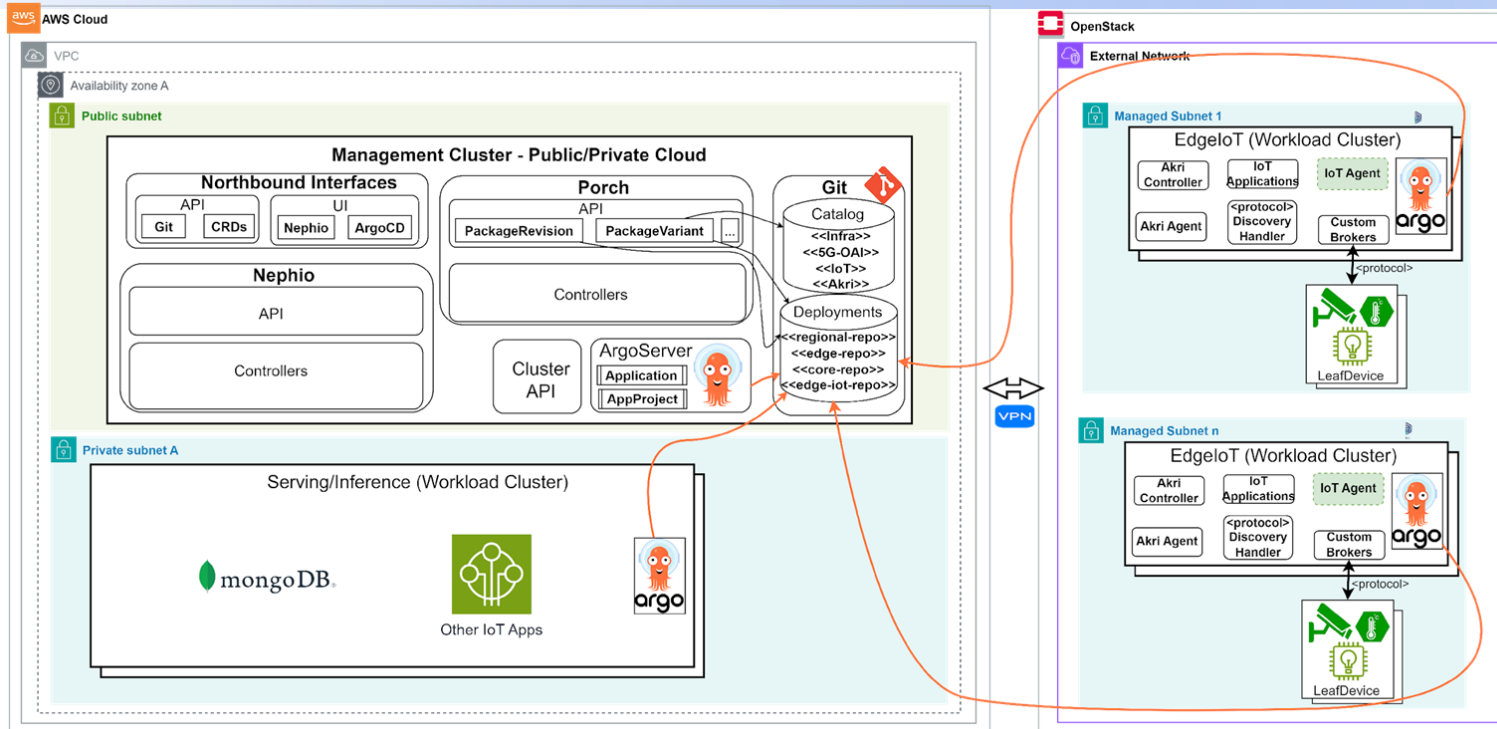 aws
AWS Cloud
VPC
Availability zone A
Public subnet
Management Cluster - Public/Private Cloud
Northbound Interfaces
API
Git
CRDs
UI
Nephio
ArgoCD
Nephio
API
Controllers
Porch
API
PackageRevision
PackageVariant
...
Controllers
Cluster
API
ArgoServer
Application
AppProject
Git
Catalog
<<Infra>>
<<5G-OAI>>
<<IoT>>
<<Akri>>
Deployments
<<regional-repo>>
<<edge-repo>>
<<core-repo>>
<<edge-iot-repo>>
Private subnet A
Serving/Inference (Workload Cluster)
mongoDB.
Other IoT Apps
argo
VPN
OpenStack
External Network
Managed Subnet 1
EdgeIoT (Workload Cluster)
Akri
Controller
IoT
Applications
IoT Agent
argo
Akri Agent
<protocol>
Discovery
Handler
Custom
Brokers
<protocol>
LeafDevice
Managed Subnet n
EdgeIoT (Workload Cluster)
Akri
Controller
IoT
Applications
IoT Agent
argo
Akri Agent
<protocol>
Discovery
Handler
Custom
Brokers
<protocol>
LeafDevice